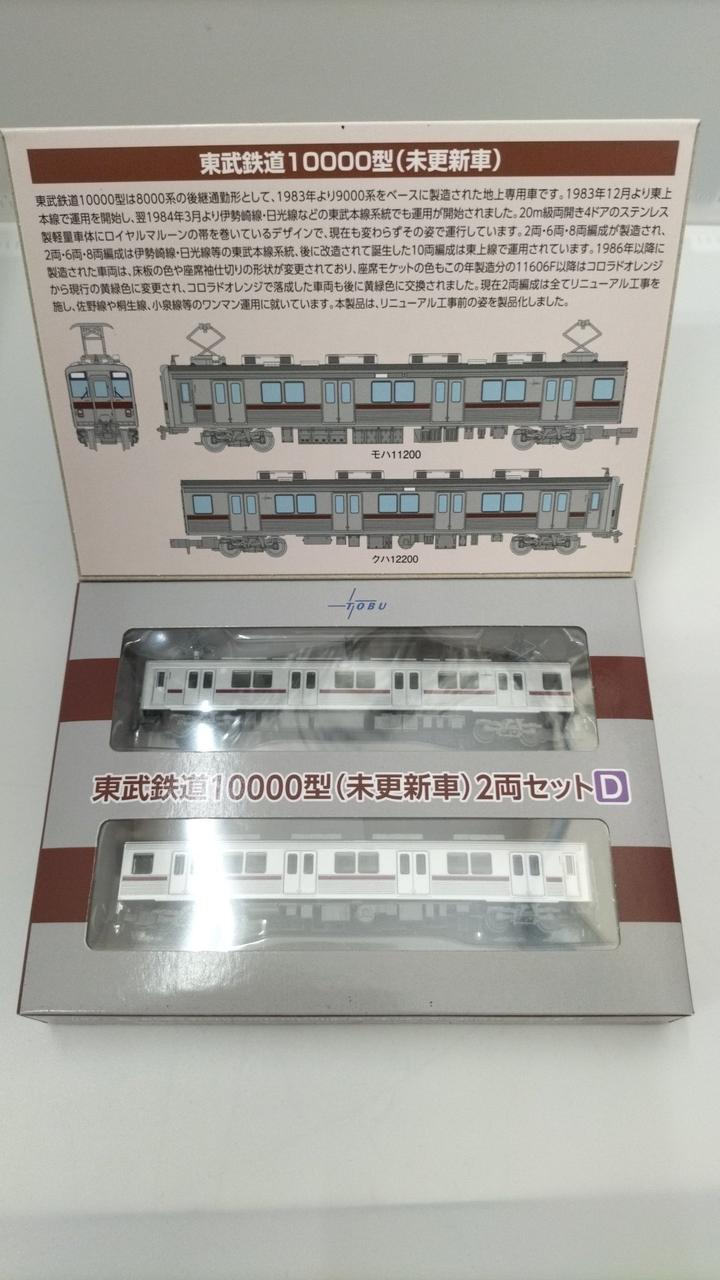 東武鉄道10000型(未更新車)
東武鉄道10000型は8000系の後継通勤形として、1983年より9000系をベースに製造された地上専用車です。1983年12月より東上
本線で運用を開始し、翌1984年3月より伊勢崎線・日光線などの東武本線系統でも運用が開始されました。20m級両開き4ドアのステンレス
製軽量車体にロイヤルマルーンの帯を巻いているデザインで、現在も変わらずその姿で運行しています。2両・6両・8両編成が製造され、
2両・6両・8両編成は伊勢崎線・日光線等の東武本線系統、後に改造されて誕生した10両編成は東上線で運用されています。1986年以降に
製造された車両は、床板の色や座席袖仕切りの形状が変更されており、座席モケットの色もこの年製造分の11606F以降はコロラドオレンジ
から現行の黄緑色に変更され、コロラドオレンジで落成した車両も後に黄緑色に交換されました。現在2両編成は全てリニューアル工事を
施し、佐野線や桐生線、小泉線等のワンマン運用に就いています。本製品は、リニューアル工事前の姿を製品化しました。
モハ11200
クハ12200
TOBU
東武鉄道10000型(未更新車)2両セットD